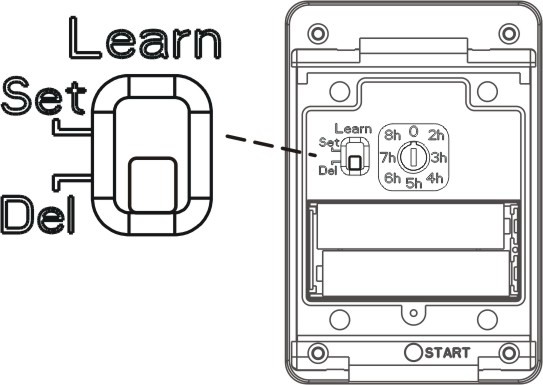 Learn
Set
Del
Learn
Set
Del
8h 0 2h
7h 3h
6h 5h 4h
START